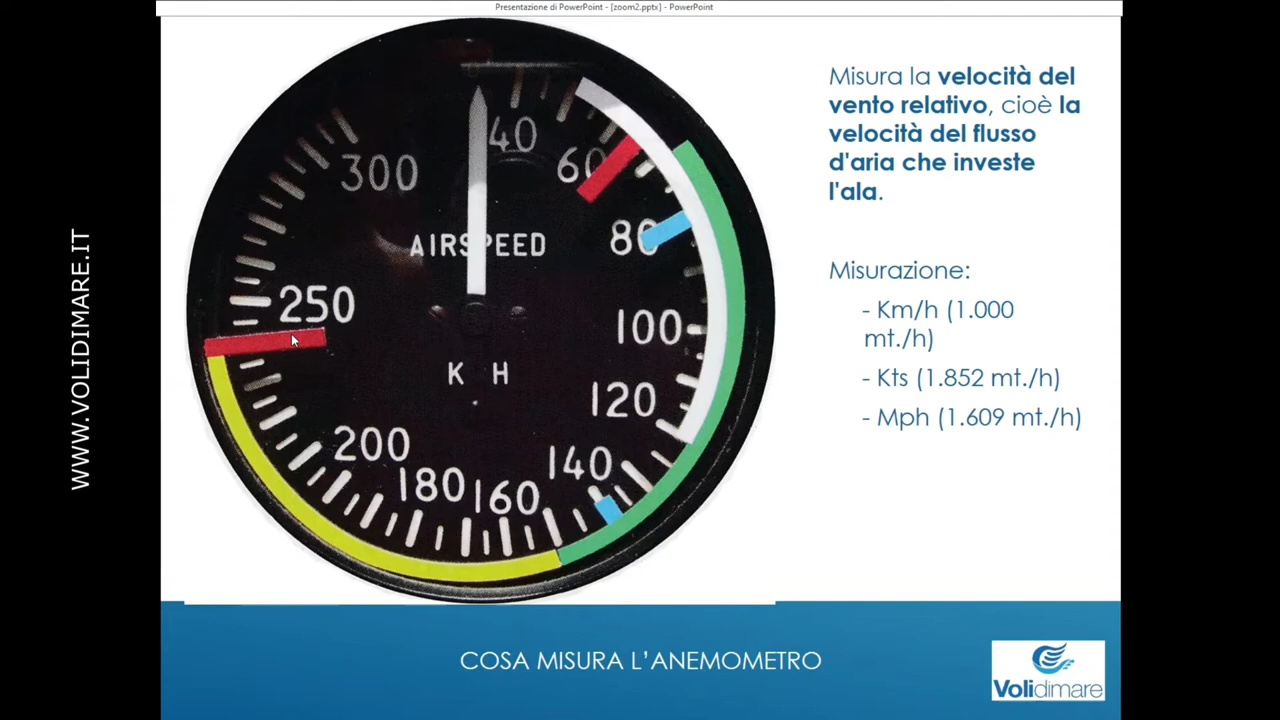 Presentazione di PowerPoint - [zoom2.pptx] - PowerPoint
WWW.VOLIDIMARE.IT
40
60
80
100
120
140
160
180
200
250
300
AIRSPEED
K H
Misura la velocità del
vento relativo, cioè la
velocità del flusso
d'aria che investe
l'ala.
Misurazione:
- Km/h (1.000
mt./h)
- Kts (1.852 mt./h)
- Mph (1.609 mt./h)
COSA MISURA L'ANEMOMETRO
Volidimare